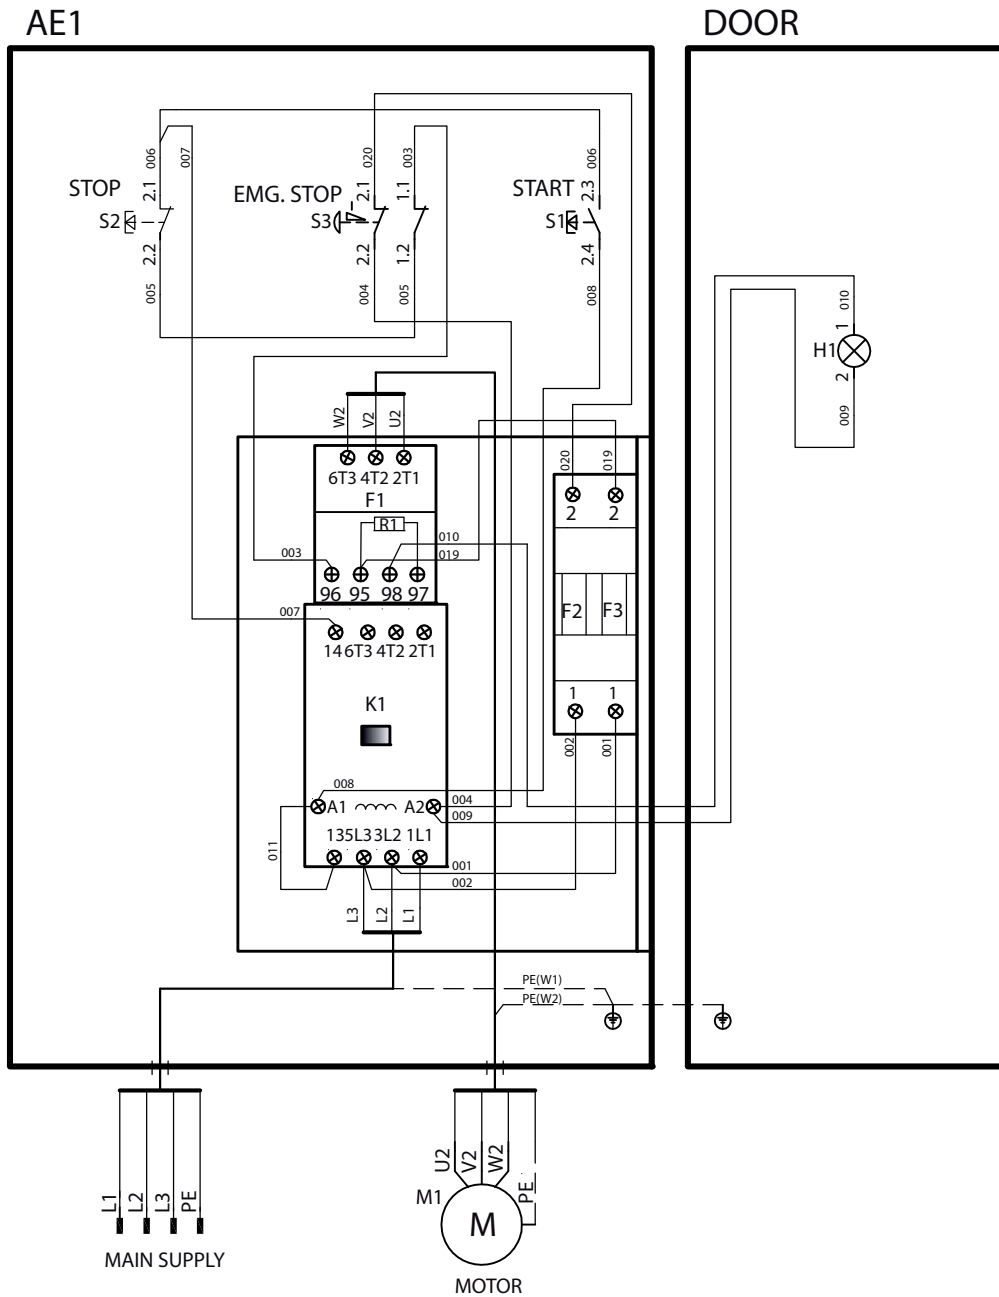 AE1
DOOR
006
007
020
003
006
STOP
2.1
S2
2.2
005
EMG. STOP
2.1
1.1
S3
2.2
1.2
004
005
START
2.3
S1
2.4
008
010
1
H1
2
009
W2
V2
U2
6T3 4T2 2T1
F1
R1
010
019
003
96 95 98 97
007
14 6T3 4T2 2T1
K1
020
019
2 2
F2 F3
1 1
002
001
008
A1
A2
004
009
13 5L3 3L2 1L1
011
001
002
L3
L2
L1
PE(W1)
PE(W2)
L1
L2
L3
PE
MAIN SUPPLY
U2
V2
W2
PE
M1
M
MOTOR